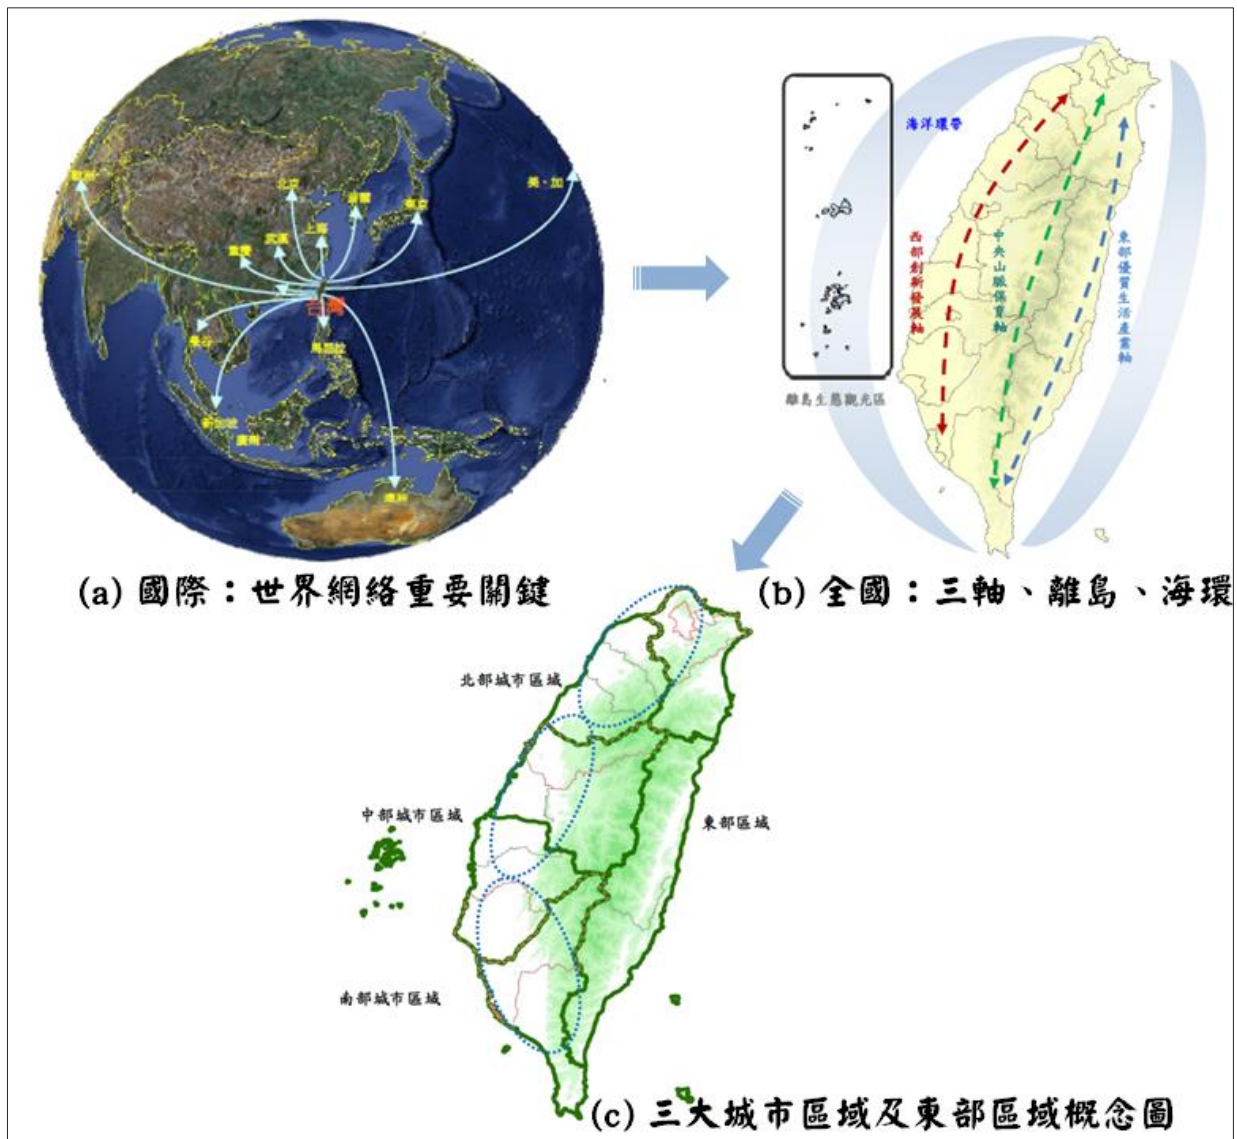 歐洲
北京
首爾
東京
美、加
上海
武漢
重慶
台灣
曼谷
馬尼拉
新加坡
廣州
澳洲
(a) 國際：世界網絡重要關鍵
海洋環帶
西部創新發展軸
中央山脈保育軸
東部優質生活產業軸
離島生態觀光區
(b) 全國：三軸、離島、海環
北部城市區域
中部城市區域
東部區域
南部城市區域
(c) 三大城市區域及東部區域概念圖